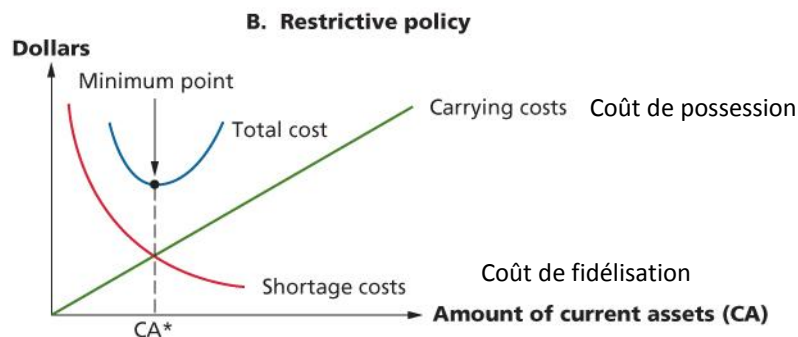 B. Restrictive policy
Dollars
Minimum point
Total cost
Carrying costs Coût de possession
Coût de fidélisation
Shortage costs
Amount of current assets (CA)
CA*